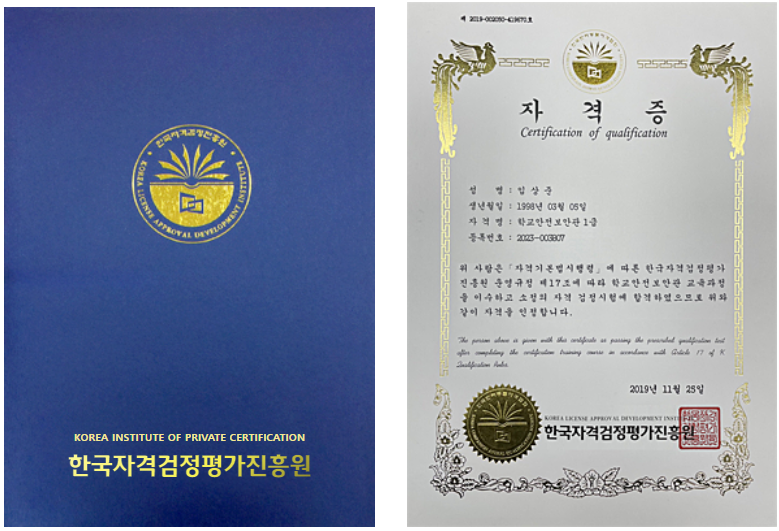 한국자격검정진흥원
KOREA LICENSE APPROVAL DEVELOPMENT INSTITUTE
KOREA INSTITUTE OF PRIVATE CERTIFICATION
한국자격검정평가진흥원
제 2019-002050-419670호
자 격 증
Certification of qualification
성 명 : 임상준
생년월일 : 1998년 03월 05일
자 격 명 : 학교안전보안관 1급
등록번호 : 2023-003807
위 사람은 「자격기본법시행령」에 따른 한국자격검정평가
진흥원 운영규정 제17조에 따라 학교안전보안관 교육과정
을 이수하고 소정의 자격 검정시험에 합격하였으므로 위와
같이 자격을 인정합니다.
The person above is given with this certificate as passing the prescribed qualification test
after completing the certification training course in accordance with Article 17 of K
Qualification
2019년 11월 25일
KOREA LICENSE APPROVAL DEVELOPMENT INSTI
한국자격검정평가진흥원